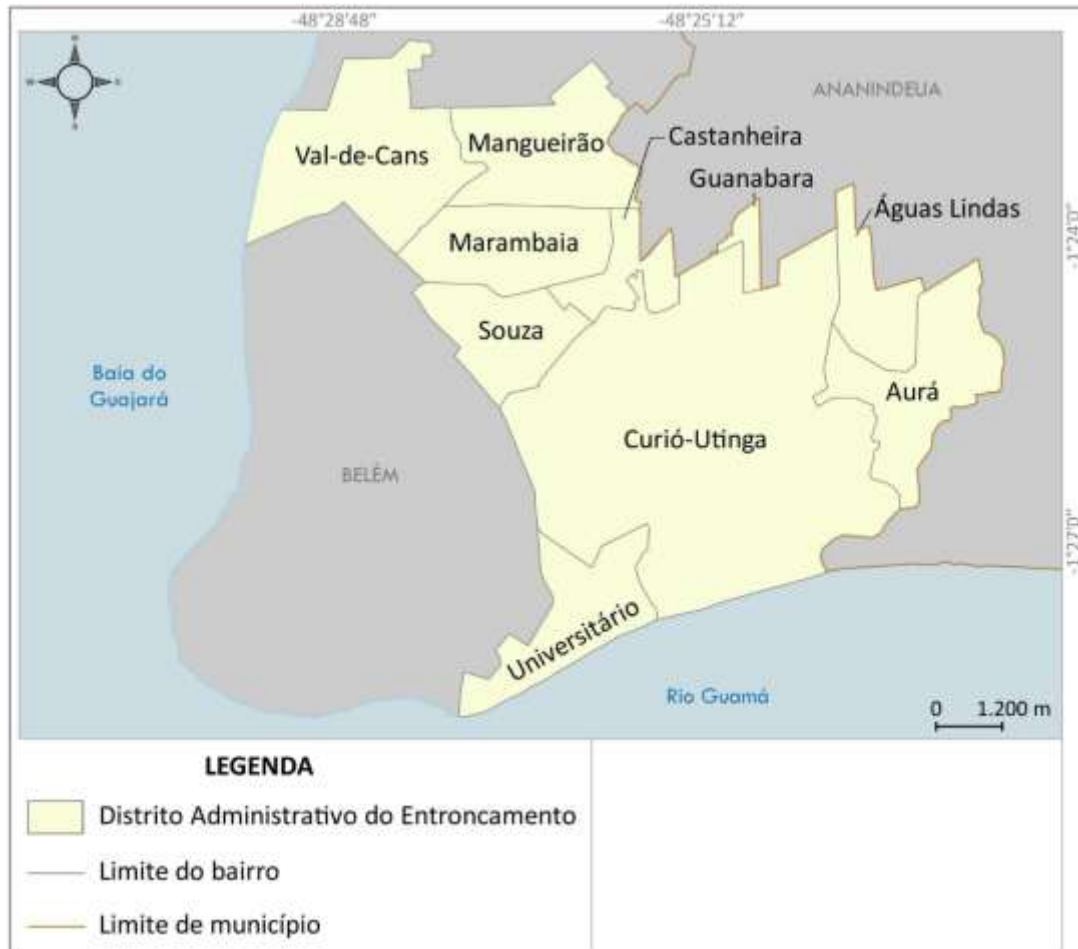 -48°28'48"
-48°25'12"
N
W
E
S
ANANINDEUA
Castanheira
Mangueirão
Val-de-Cans
Guanabara
Águas Lindas
-1°24'0"
Marambaia
Souza
Baía do
Guajará
Aurá
Curió-Utinga
BELÉM
-1°27'0"
Universitário
Rio Guamá
0 1.200 m
LEGENDA
Distrito Administrativo do Entroncamento
Limite do bairro
Limite de município